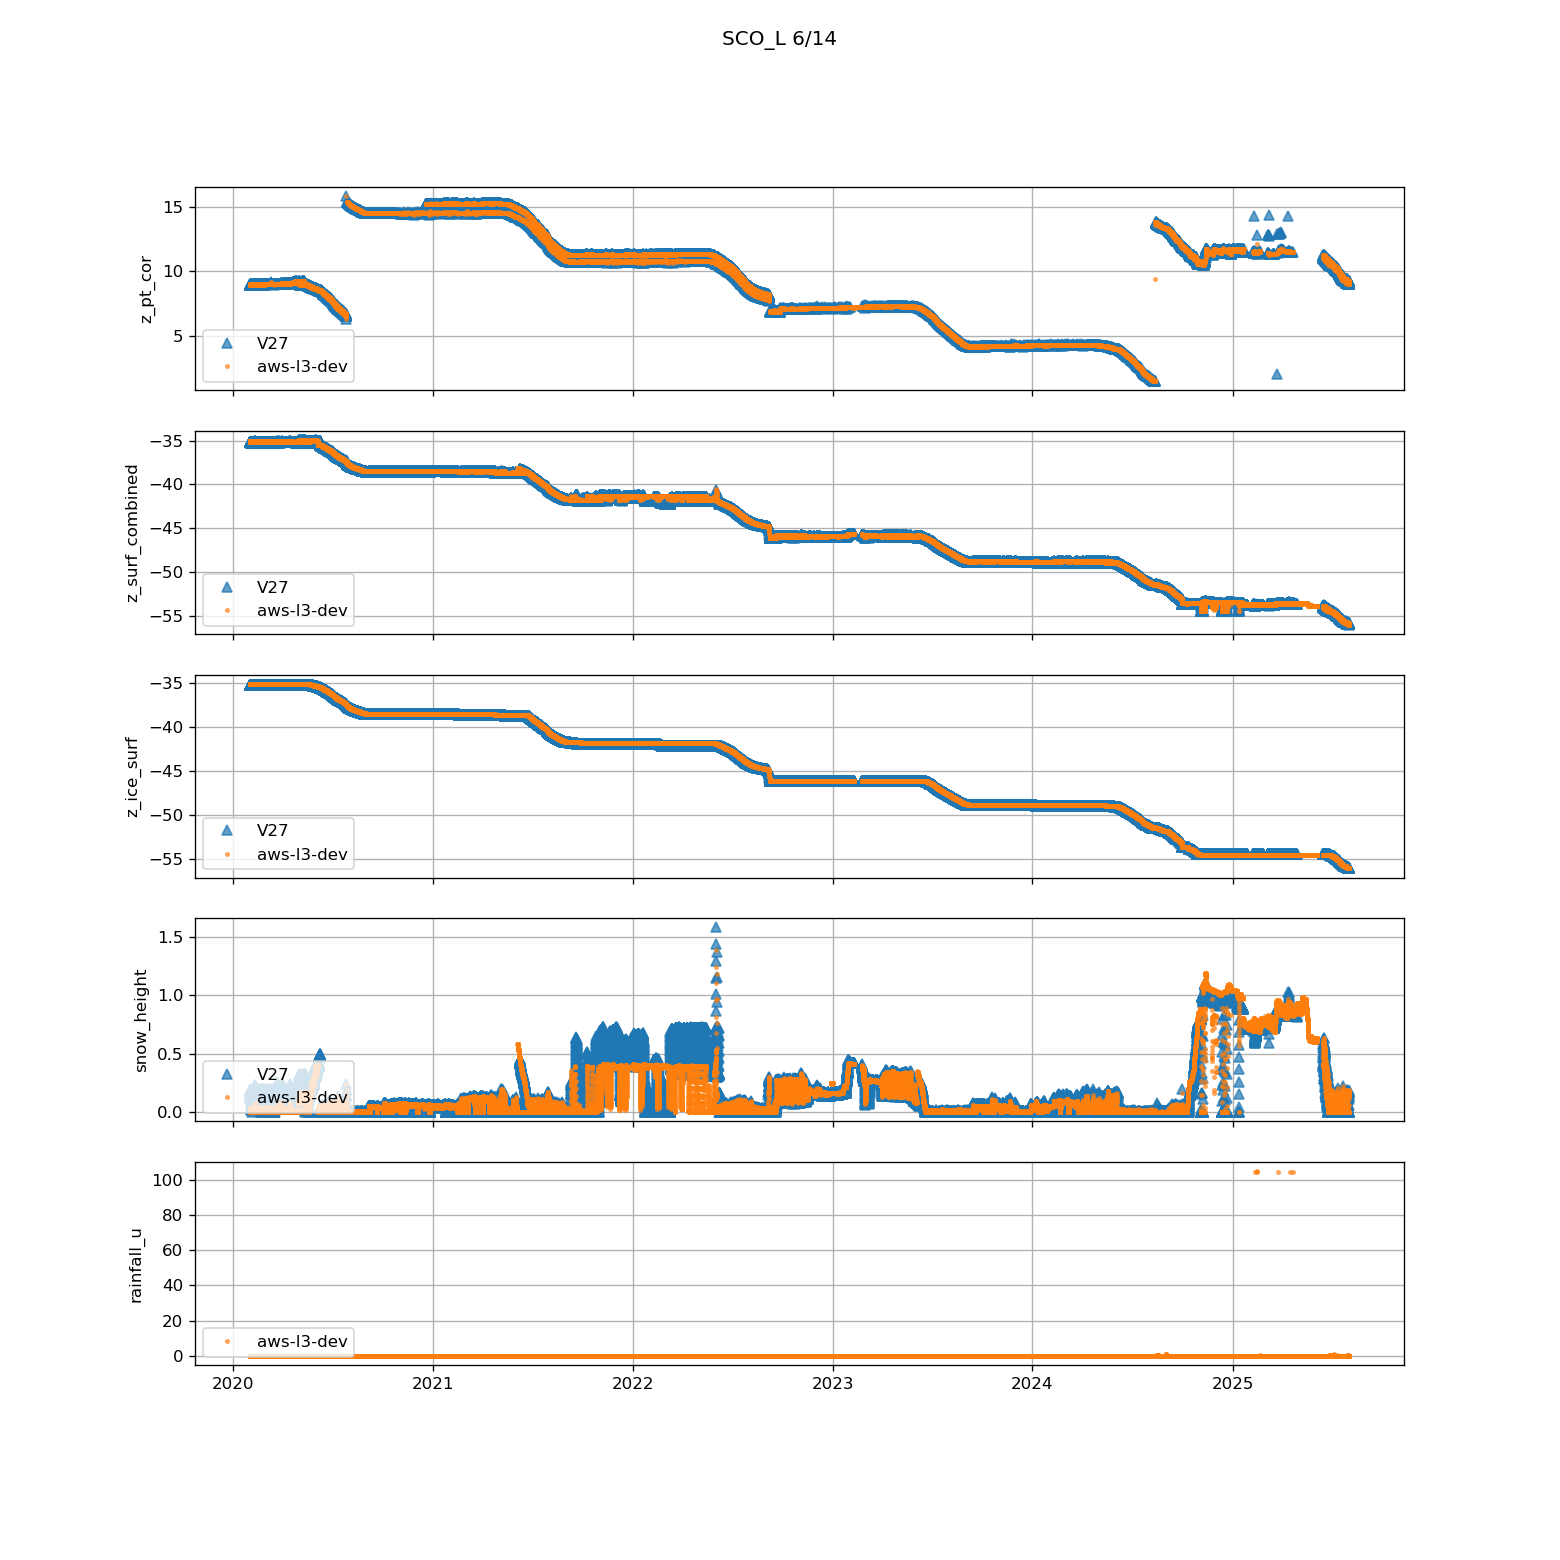 SCO_L 6/14
z_pt_cor
15
10
5
V27
aws-l3-dev
z_surf_combined
−35
−40
−45
−50
−55
V27
aws-l3-dev
z_ice_surf
−35
−40
−45
−50
−55
V27
aws-l3-dev
snow_height
1.5
1.0
0.5
0.0
V27
aws-l3-dev
rainfall_u
100
80
60
40
20
0
aws-l3-dev
2020 2021 2022 2023 2024 2025